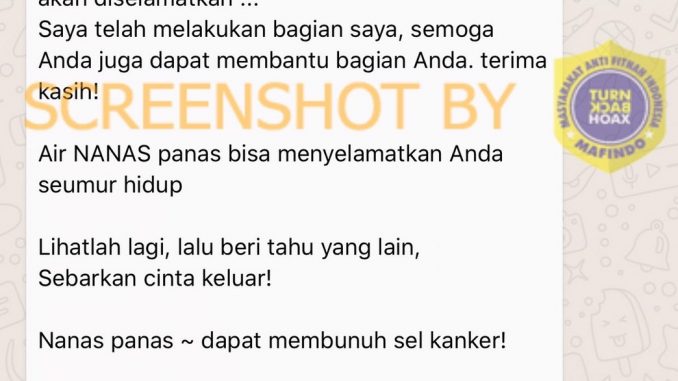 akan diselamatkan ...
Saya telah melakukan bagian saya, semoga
Anda juga dapat membantu bagian Anda. terima
kasih!
SCREENSHOT BY
MASYARAKAT ANTI FITNAH INDONESIA
TURN
BACK
HOAX
MAFINDO
Air NANAS panas bisa menyelamatkan Anda
seumur hidup
Lihatlah lagi, lalu beri tahu yang lain,
Sebarkan cinta keluar!
Nanas panas ~ dapat membunuh sel kanker!